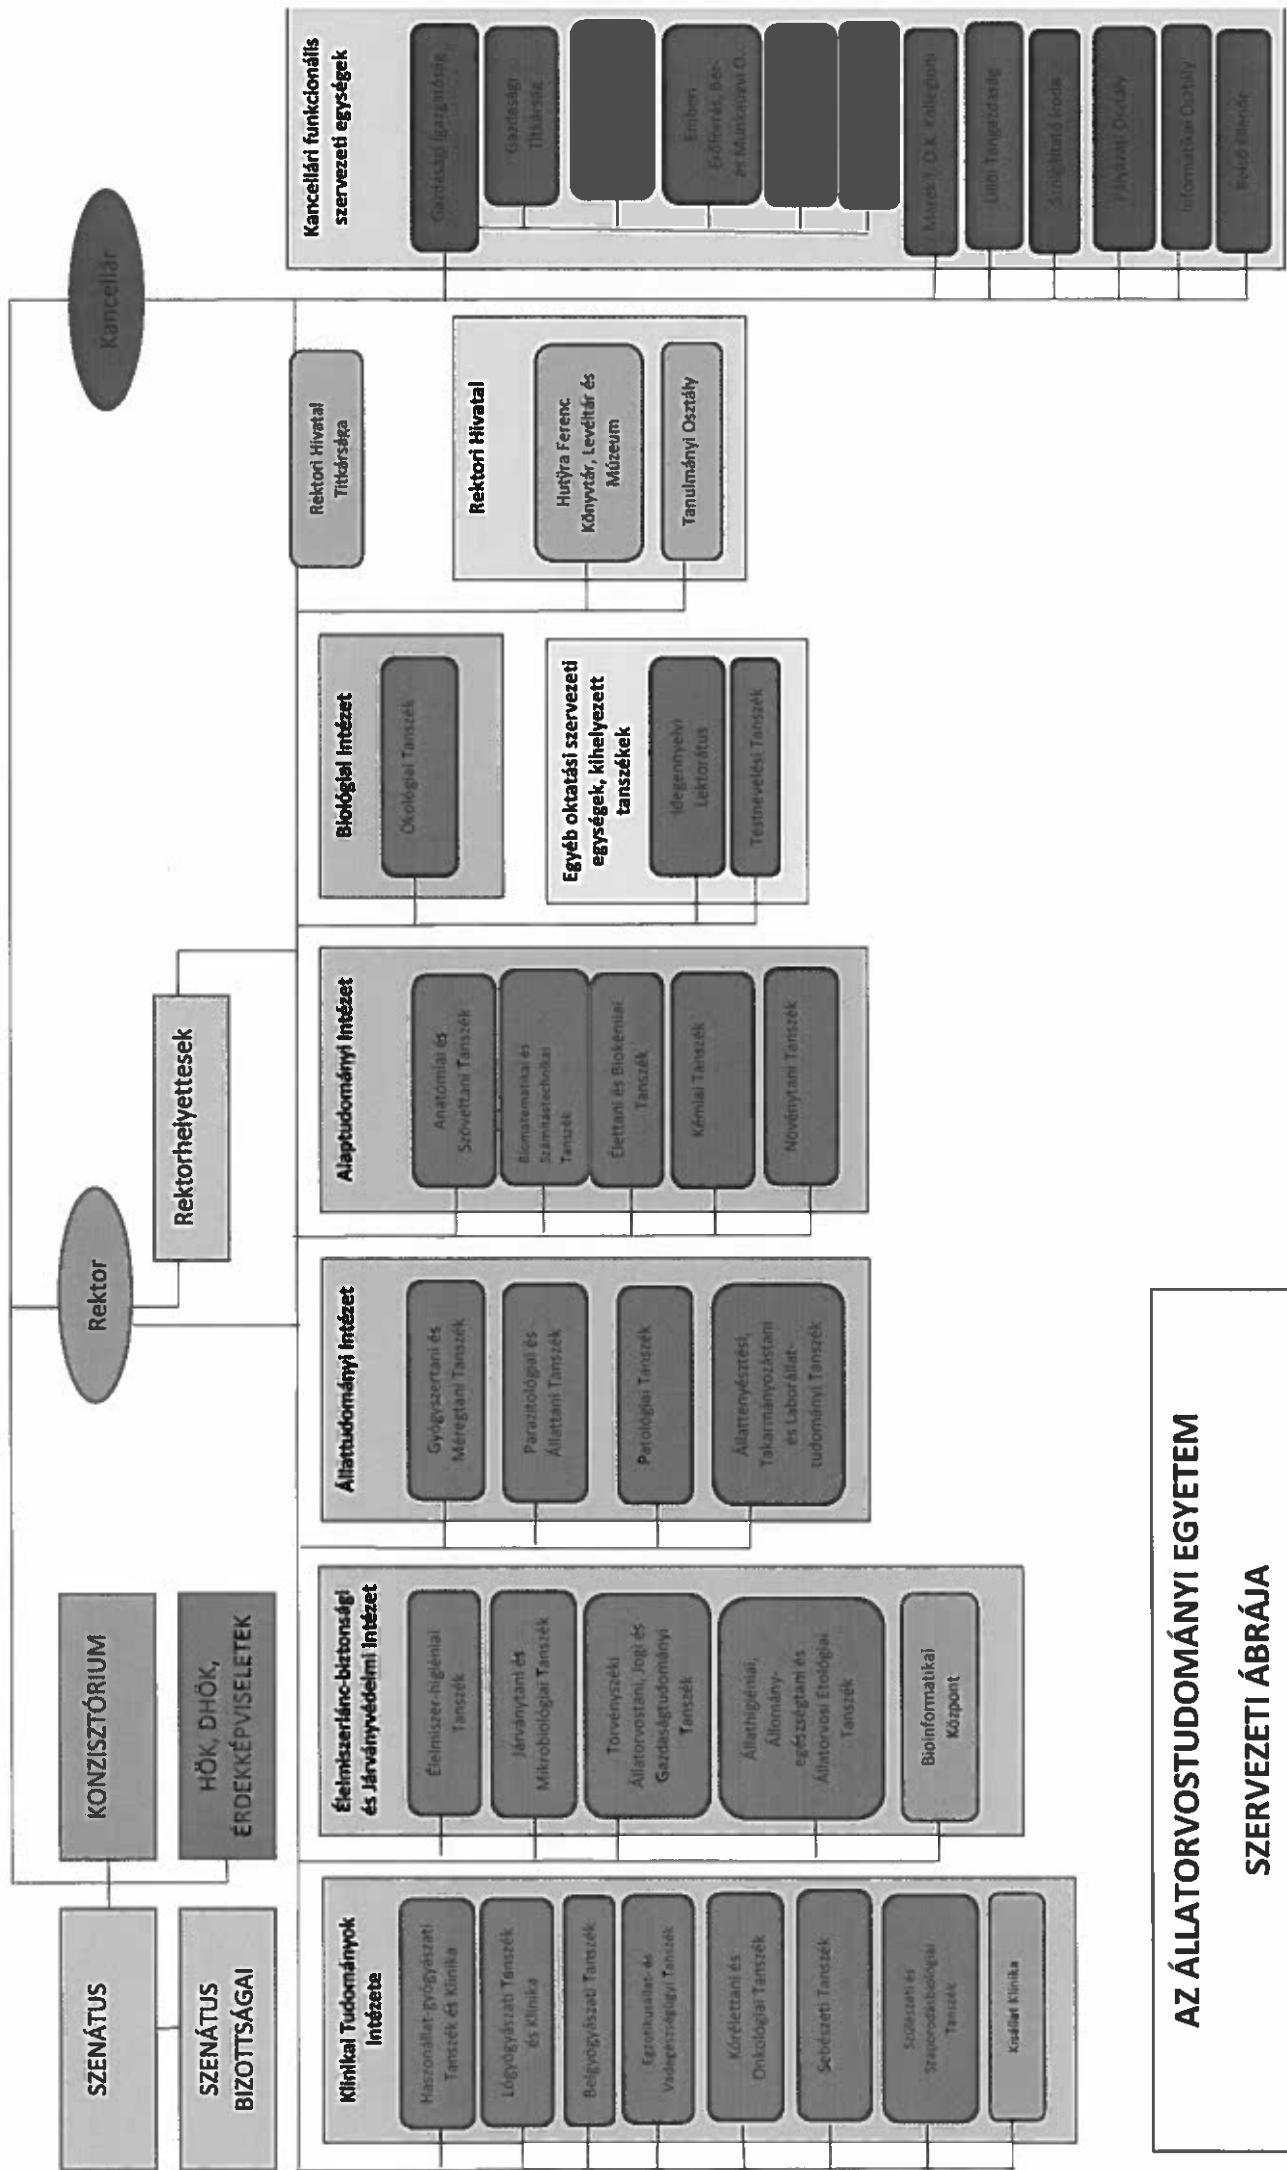 SZENÁTUS
KONZISZTÓRIUM
SZENÁTUS
BIZOTTSÁGAI
HÖK, DHÖK,
ÉRDEKKÉPVISELETEK
Rektor
Rektorhelyettesek
Kancellár
Klinikai Tudományok
Intézete
Haszonállat-gyógyászati
Tanszék és Klinika
Lógyógyászati Tanszék
és Klinika
Belgyógyászati Tanszék
Egzotikusállat- és
Vadegészségügyi Tanszék
Kórélettani és
Onkológiai Tanszék
Sebészeti Tanszék
Szülészeti és
Szaporodásbiológiai
Tanszék
Kisállat Klinika
Élelmiszerlánc-biztonsági
és Járványvédelmi Intézet
Élelmiszer-higiéniai
Tanszék
Járványtani és
Mikrobiológiai Tanszék
Törvényszéki
Állatorvostani, Jogi és
Gazdaságtudományi
Tanszék
Állathigiéniai,
Állomány-
egészségtani és
Állatorvosi Etológiai
Tanszék
Bioinformatikai
Központ
Állattudományi Intézet
Gyógyszertani és
Méregtani Tanszék
Parazitológiai és
Állattani Tanszék
Patológiai Tanszék
Állattenyésztési,
Takarmányozástani
és Laborállat-
tudományi Tanszék
Alaptudományi Intézet
Anatómiai és
Szövettani Tanszék
Biomatematikai és
Számítástechnikai
Tanszék
Élettani és Biokémiai
Tanszék
Kémiai Tanszék
Növénytani Tanszék
Biológiai Intézet
Ökológiai Tanszék
Egyéb oktatási szervezeti
egységek, kihelyezett
tanszékek
Idegennyelvi
Lektorátus
Testnevelési Tanszék
Rektori Hivatal
Titkársága
Rektori Hivatal
Hutÿra Ferenc
Könyvtár, Levéltár és
Múzeum
Tanulmányi Osztály
Kancellári funkcionális
szervezeti egységek
Gazdasági Igazgatóság
Gazdasági
Titkárság
Emberi
Erőforrás, Bér-
és Munkaügyi O.
Marek J. Ö.K. Kollégium
Üllői Tangazdaság
Szolgáltató Iroda
Pályázati Osztály
Informatikai Osztály
Belső Ellenőr
AZ ÁLLATORVOSTUDOMÁNYI EGYETEM
SZERVEZETI ÁBRÁJA